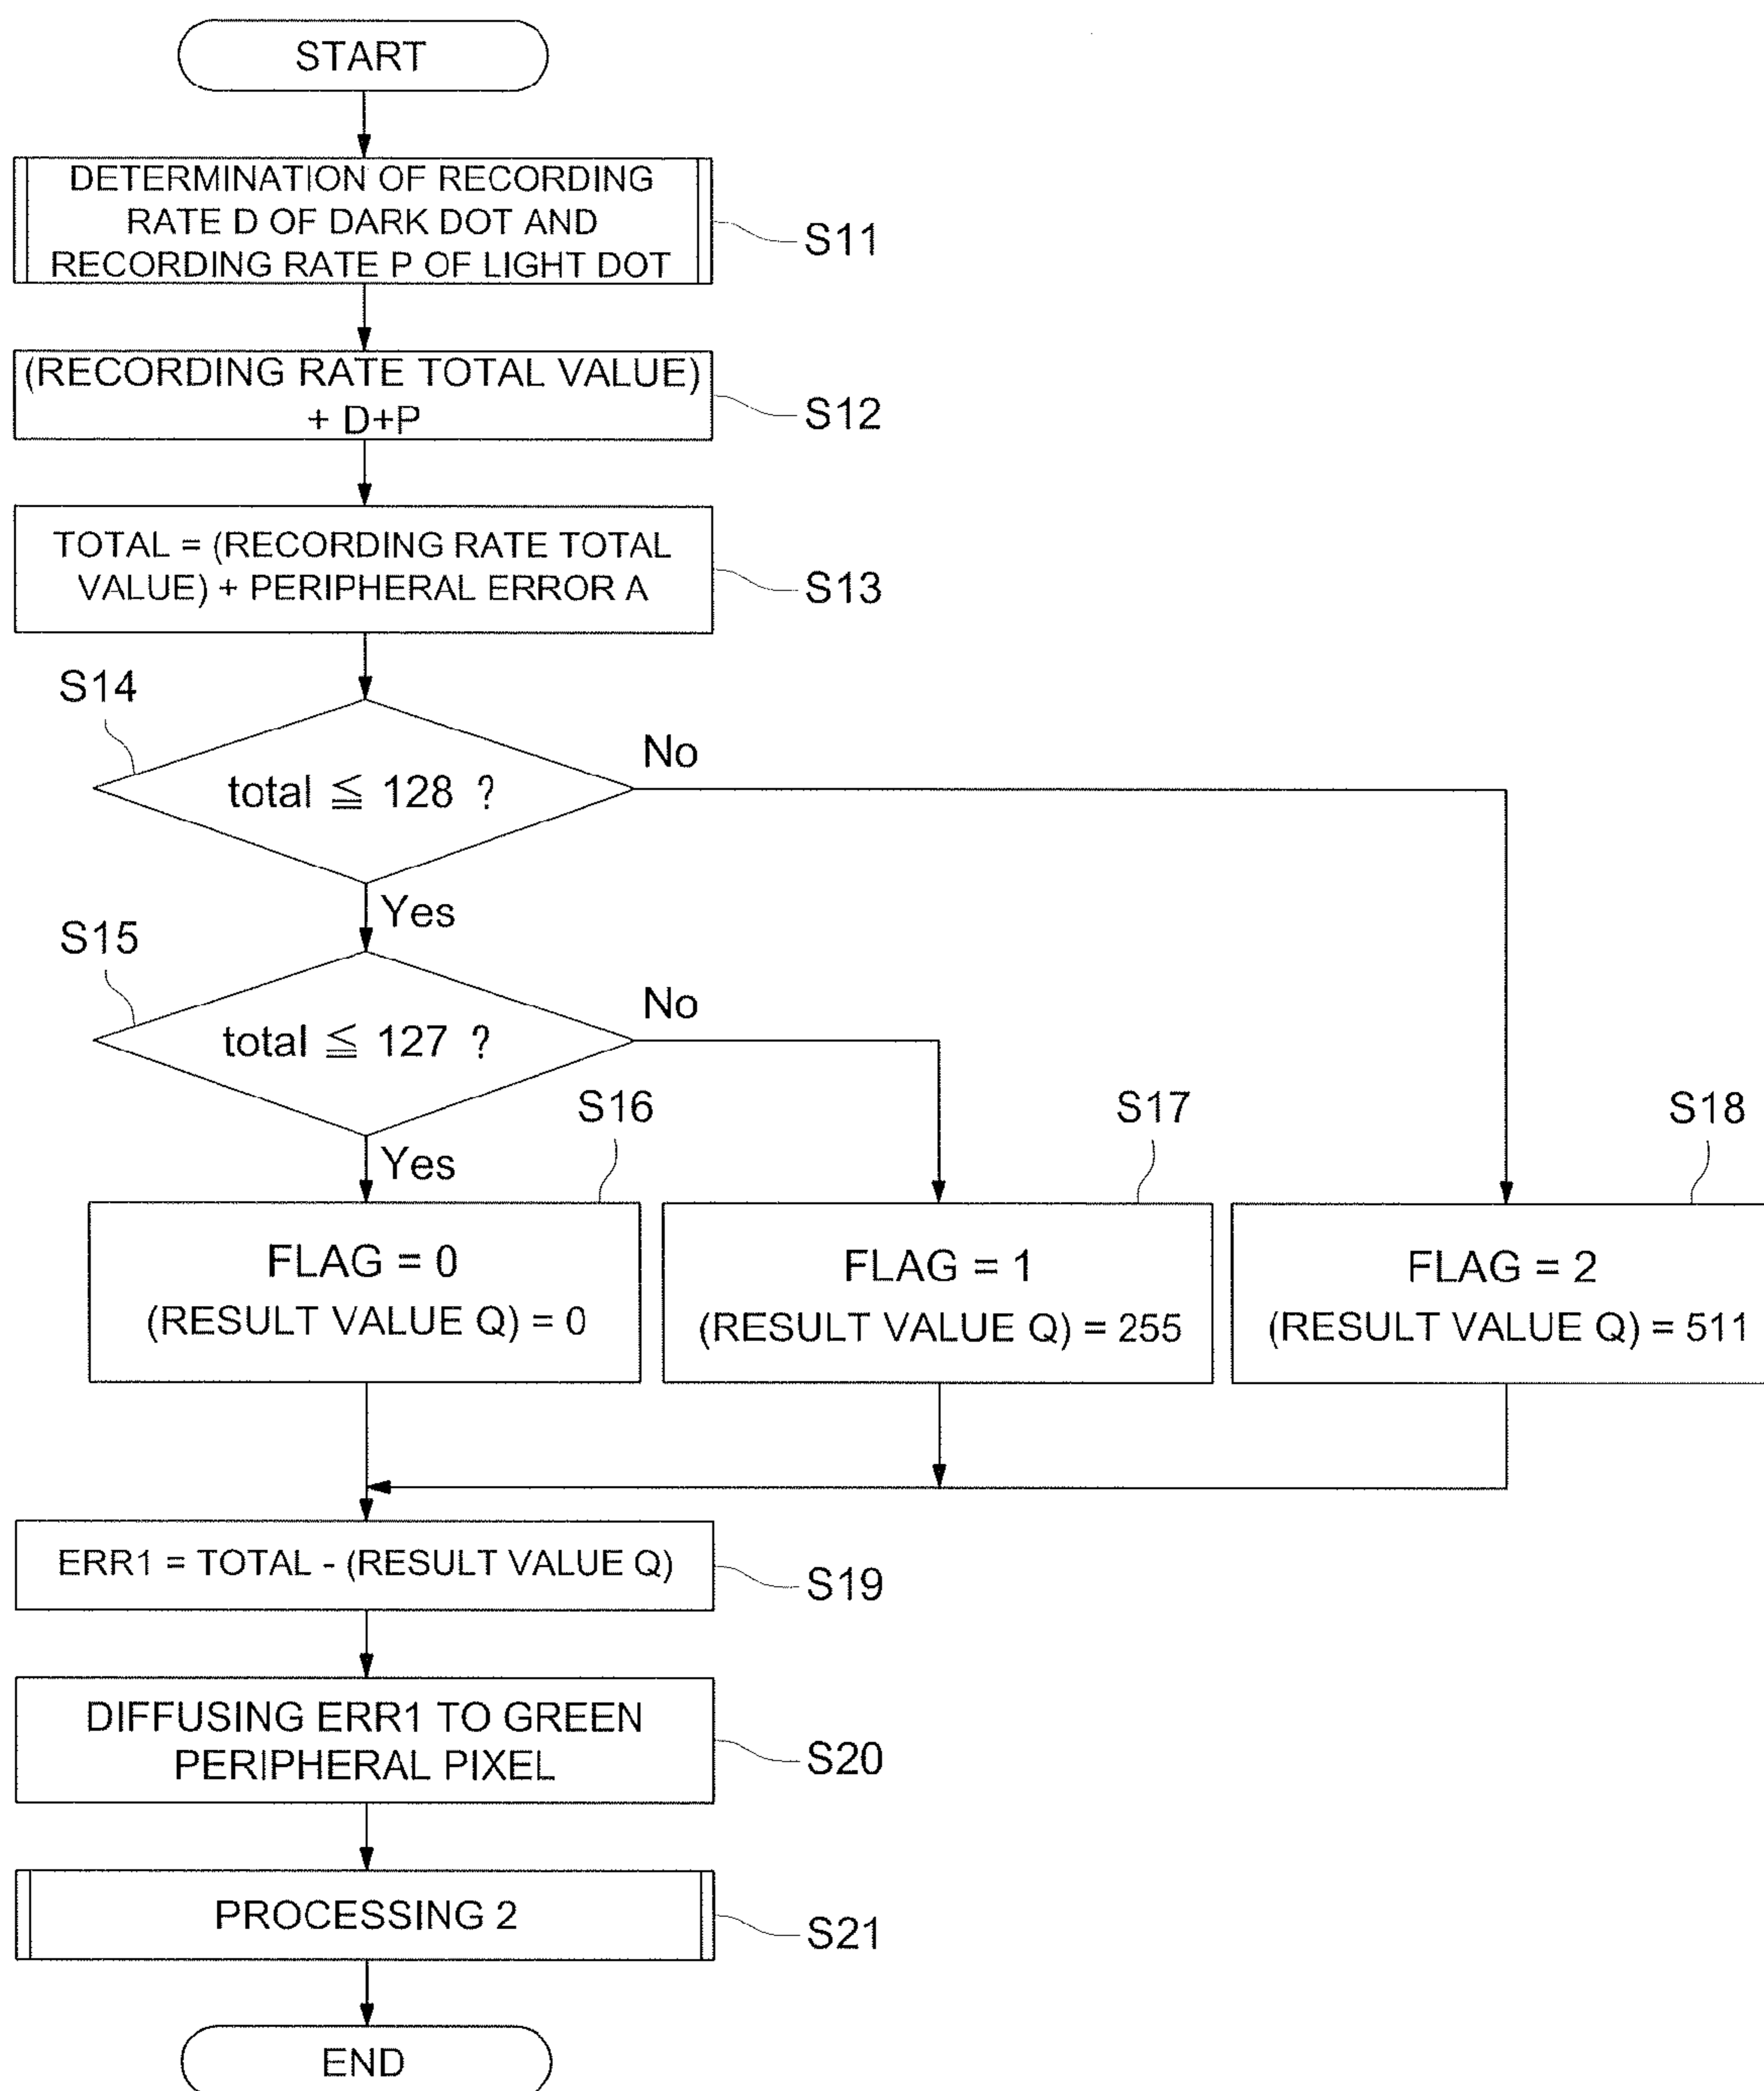 START
DETERMINATION OF RECORDING
RATE D OF DARK DOT AND
RECORDING RATE P OF LIGHT DOT
S11
(RECORDING RATE TOTAL VALUE)
+ D+P
S12
TOTAL = (RECORDING RATE TOTAL
VALUE) + PERIPHERAL ERROR A
S13
S14
total ≦ 128 ?
No
Yes
S15
total ≦ 127 ?
No
Yes
S16
FLAG = 0
(RESULT VALUE Q) = 0
S17
FLAG = 1
(RESULT VALUE Q) = 255
S18
FLAG = 2
(RESULT VALUE Q) = 511
ERR1 = TOTAL - (RESULT VALUE Q)
S19
DIFFUSING ERR1 TO GREEN
PERIPHERAL PIXEL
S20
PROCESSING 2
S21
END